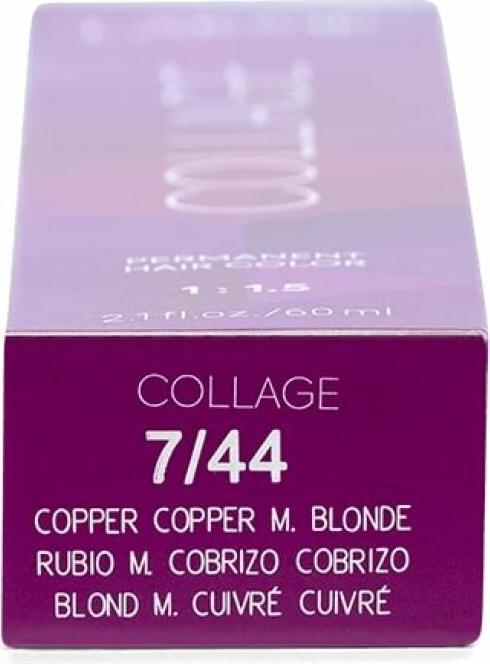 COLLE
PERMANENT
HAIR COLOR
1 : 1.5
2.1 fl.oz./60 ml
COLLAGE
7/44
COPPER COPPER M. BLONDE
RUBIO M. COBRIZO COBRIZO
BLOND M. CUIVRÉ CUIVRÉ